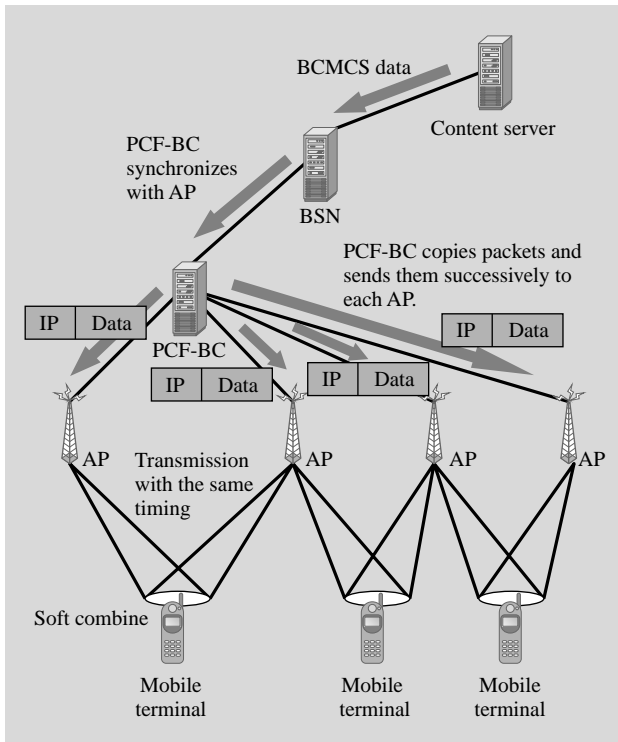 BCMCS data
Content server
PCF-BC
synchronizes
with AP
BSN
PCF-BC copies packets and
sends them successively to
each AP.
IP Data
IP Data
PCF-BC
IP Data
IP Data
AP
AP
AP
AP
Transmission
with the same
timing
Soft combine
Mobile
terminal
Mobile
terminal
Mobile
terminal